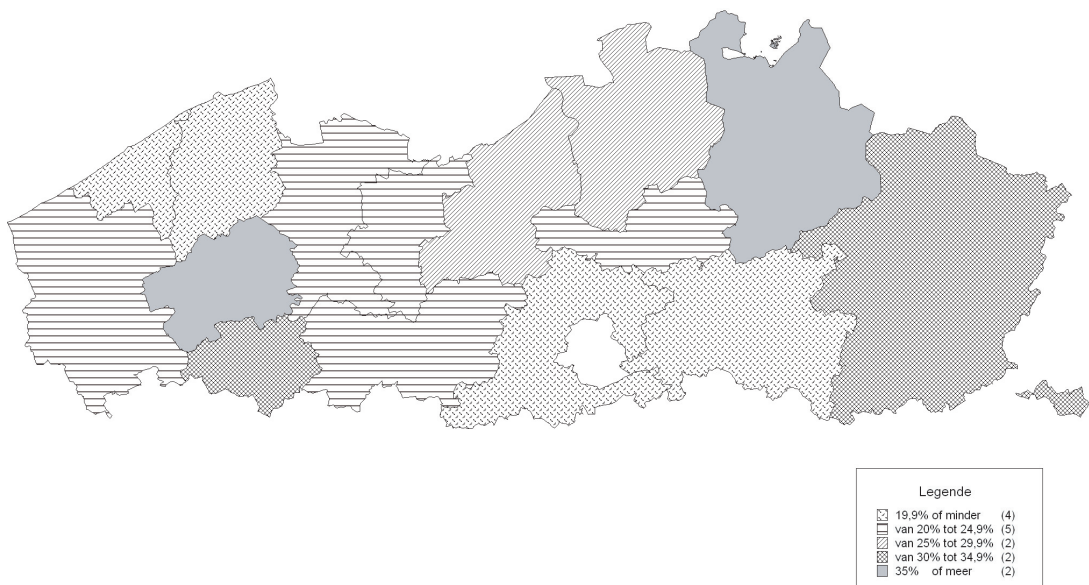 Legende
19,9% of minder (4)
van 20% tot 24,9% (5)
van 25% tot 29,9% (2)
van 30% tot 34,9% (2)
35% of meer (2)